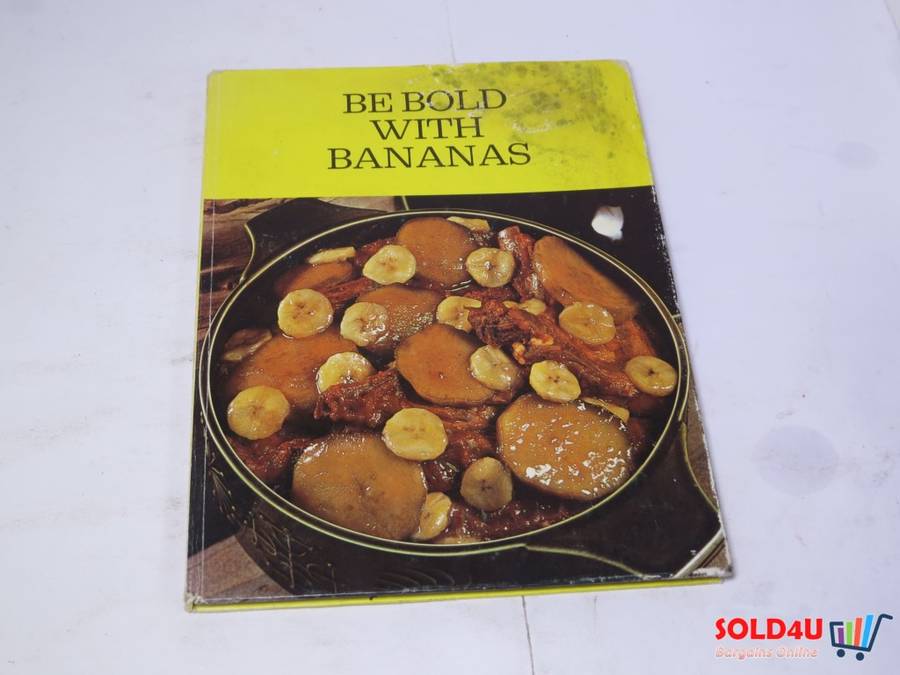 BE BOLD
WITH
BANANAS
SOLD4U
Bargains Online